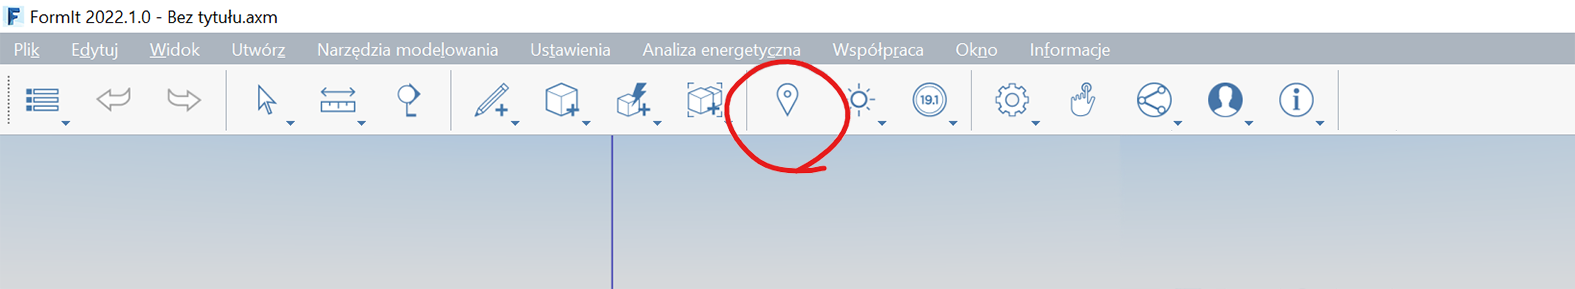 F FormIt 2022.1.0 - Bez tytułu.axm
Plik Edytuj Widok Utwórz Narzędzia modelowania Ustawienia Analiza energetyczna Współpraca Okno Informacje
19.1